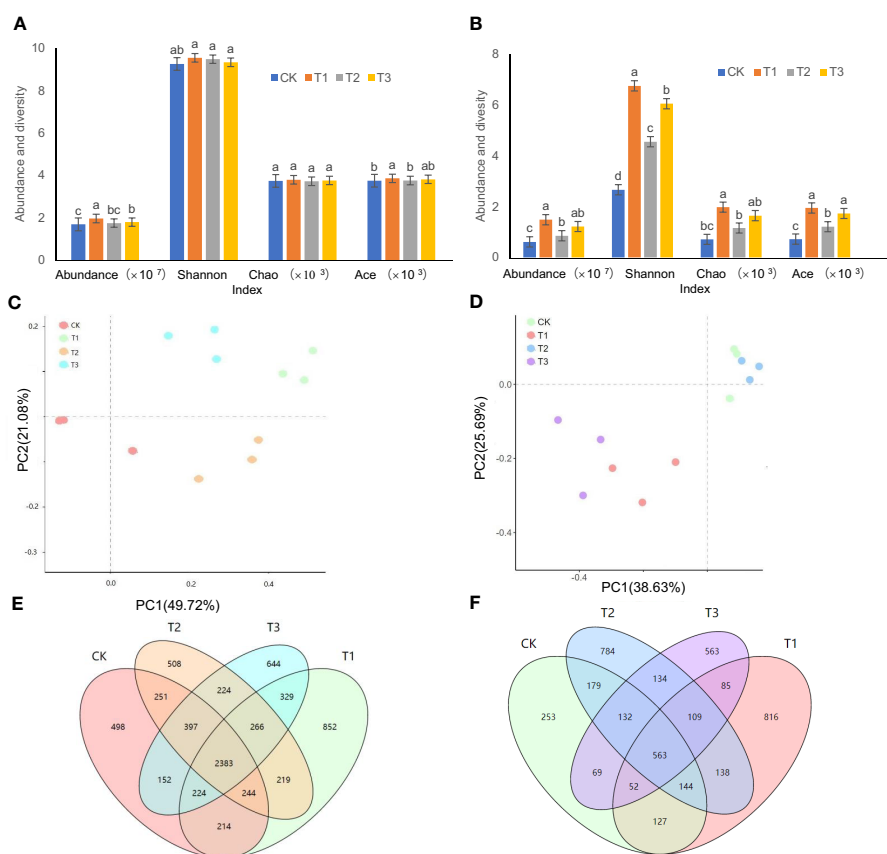 A
Abundance and divesity
10
8
6
4
2
0
CK T1 T2 T3
ab a a a
c a bc b
a a a a
b a b ab
Abundance (×10 7) Shannon Chao (×10 3) Ace (×10 3)
Index
B
Abundance and diversity
8
6
4
2
0
CK T1 T2 T3
a
b
c
d
c a b ab
bc a b ab
c a b a
Abundance (×10 7) Shannon Chao (×10 3) Ace (×10 3)
Index
C
CK
T1
T2
T3
PC2(21.08%)
0.2
-0.2
-0.3
0.0 0.2 0.4
PC1(49.72%)
D
CK
T1
T2
T3
PC2(25.69%)
0.0
-0.2
-0.4
-0.4
PC1(38.63%)
E
T2 T3
CK T1
508 644
251 224 329
498 397 266 852
2383
152 219
224 244
214
F
T2 T3
CK T1
784 563
179 134 85
253 132 109 816
563
69 138
52 144
127